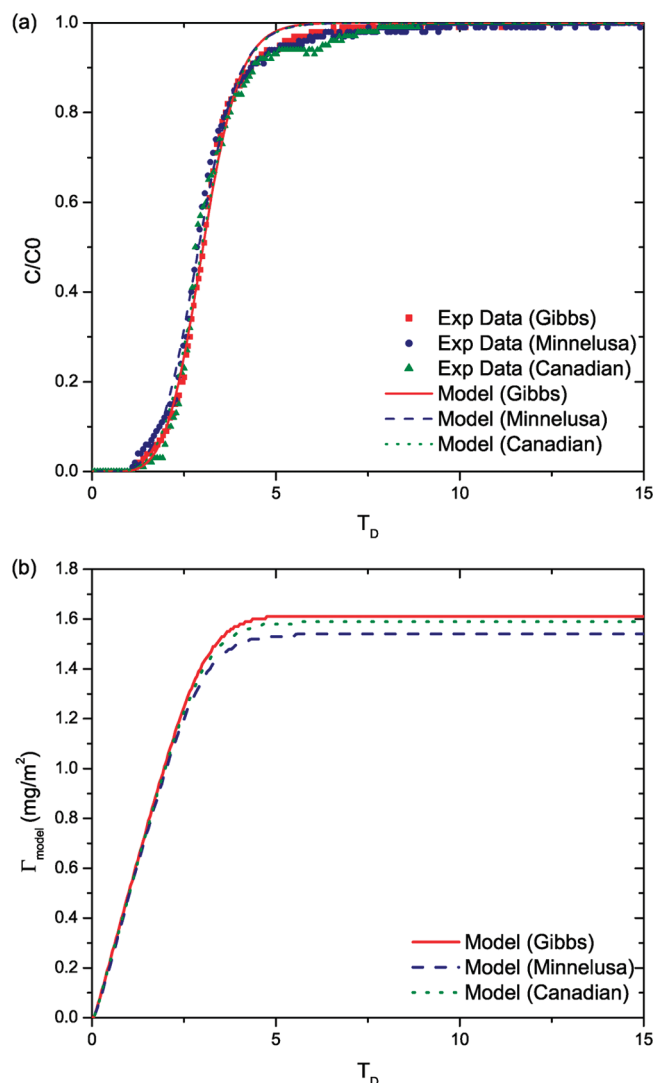 (a)
1.0
0.8
0.6
0.4
0.2
0.0
C/C0
Exp Data (Gibbs)
Exp Data (Minnelusa)
Exp Data (Canadian)
Model (Gibbs)
Model (Minnelusa)
Model (Canadian)
0 5 10 15
T_D
(b)
1.8
1.6
1.4
1.2
1.0
0.8
0.6
0.4
0.2
0.0
Γ_model (mg/m²)
Model (Gibbs)
Model (Minnelusa)
Model (Canadian)
0 5 10 15
T_D